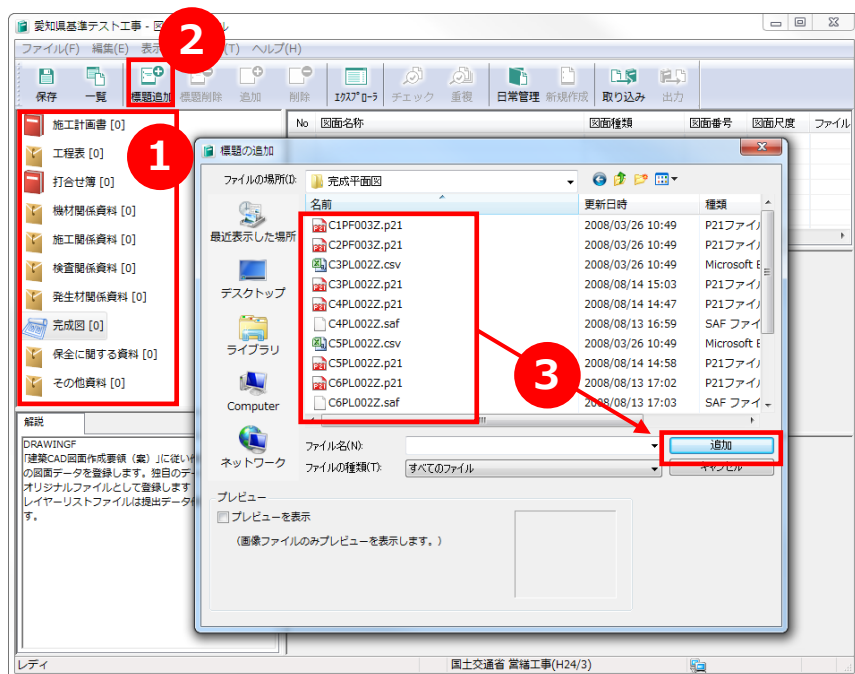 愛知県基準テスト工事 - 図
ル
ファイル(F) 編集(E) 表示 (T) ヘルプ(H)
2
保存 一覧 標題追加 標題削除 追加 削除 ｴｸｽﾌﾟﾛｰﾗ チェック 重複 日常管理 新規作成 取り込み 出力
施工計画書 [0]
工程表 [0]
打合せ簿 [0]
機材関係資料 [0]
施工関係資料 [0]
検査関係資料 [0]
発生材関係資料 [0]
完成図 [0]
保全に関する資料 [0]
その他資料 [0]
1
No 図面名称 図面種類 図面番号 図面尺度 ファイル
標題の追加
ファイルの場所(I): 完成平面図
名前 更新日時 種類
C1PF003Z.p21 2008/03/26 10:49 P21ファイル
C2PF003Z.p21 2008/03/26 10:49 P21ファイル
C3PL002Z.csv 2008/03/26 10:49 Microsoft E
C3PL002Z.p21 2008/08/14 15:03 P21ファイル
C4PL002Z.p21 2008/08/14 14:47 P21ファイル
C4PL002Z.saf 2008/08/13 16:59 SAF ファイ
C5PL002Z.csv 2008/03/26 10:49 Microsoft E
C5PL002Z.p21 2008/08/14 14:58 P21ファイル
C6PL002Z.p21 2008/08/13 17:02 P21ファイル
C6PL002Z.saf 2008/08/13 17:03 SAF ファイ
最近表示した場所
デスクトップ
ライブラリ
Computer
ネットワーク
3
ファイル名(N): 追加
ファイルの種類(T): すべてのファイル キャンセル
プレビュー
プレビューを表示
(画像ファイルのみプレビューを表示します。)
解説
DRAWINGF
「建築CAD図面作成要領（案）」に従い
の図面データを登録します。独自のデー
オリジナルファイルとして登録します
レイヤーリストファイルは提出データ
す。
レディ 国土交通省 営繕工事(H24/3)